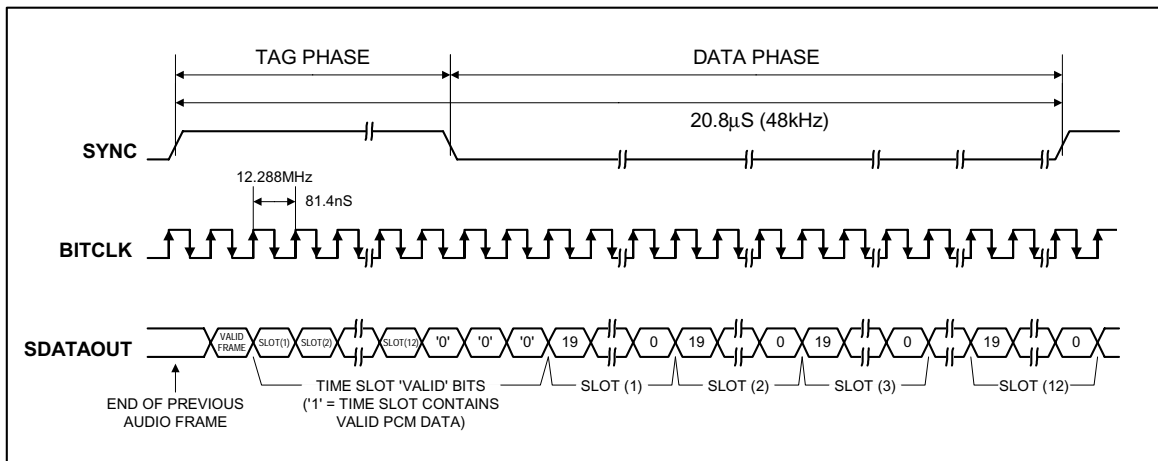 TAG PHASE
DATA PHASE
20.8µS (48kHz)
SYNC
12.288MHz
81.4nS
BITCLK
SDATAOUT
VALID FRAME
SLOT(1)
SLOT(2)
SLOT(12)
'0'
'0'
'0'
19
0
19
0
19
0
19
0
END OF PREVIOUS
AUDIO FRAME
TIME SLOT 'VALID' BITS
('1' = TIME SLOT CONTAINS
VALID PCM DATA)
SLOT (1)
SLOT (2)
SLOT (3)
SLOT (12)